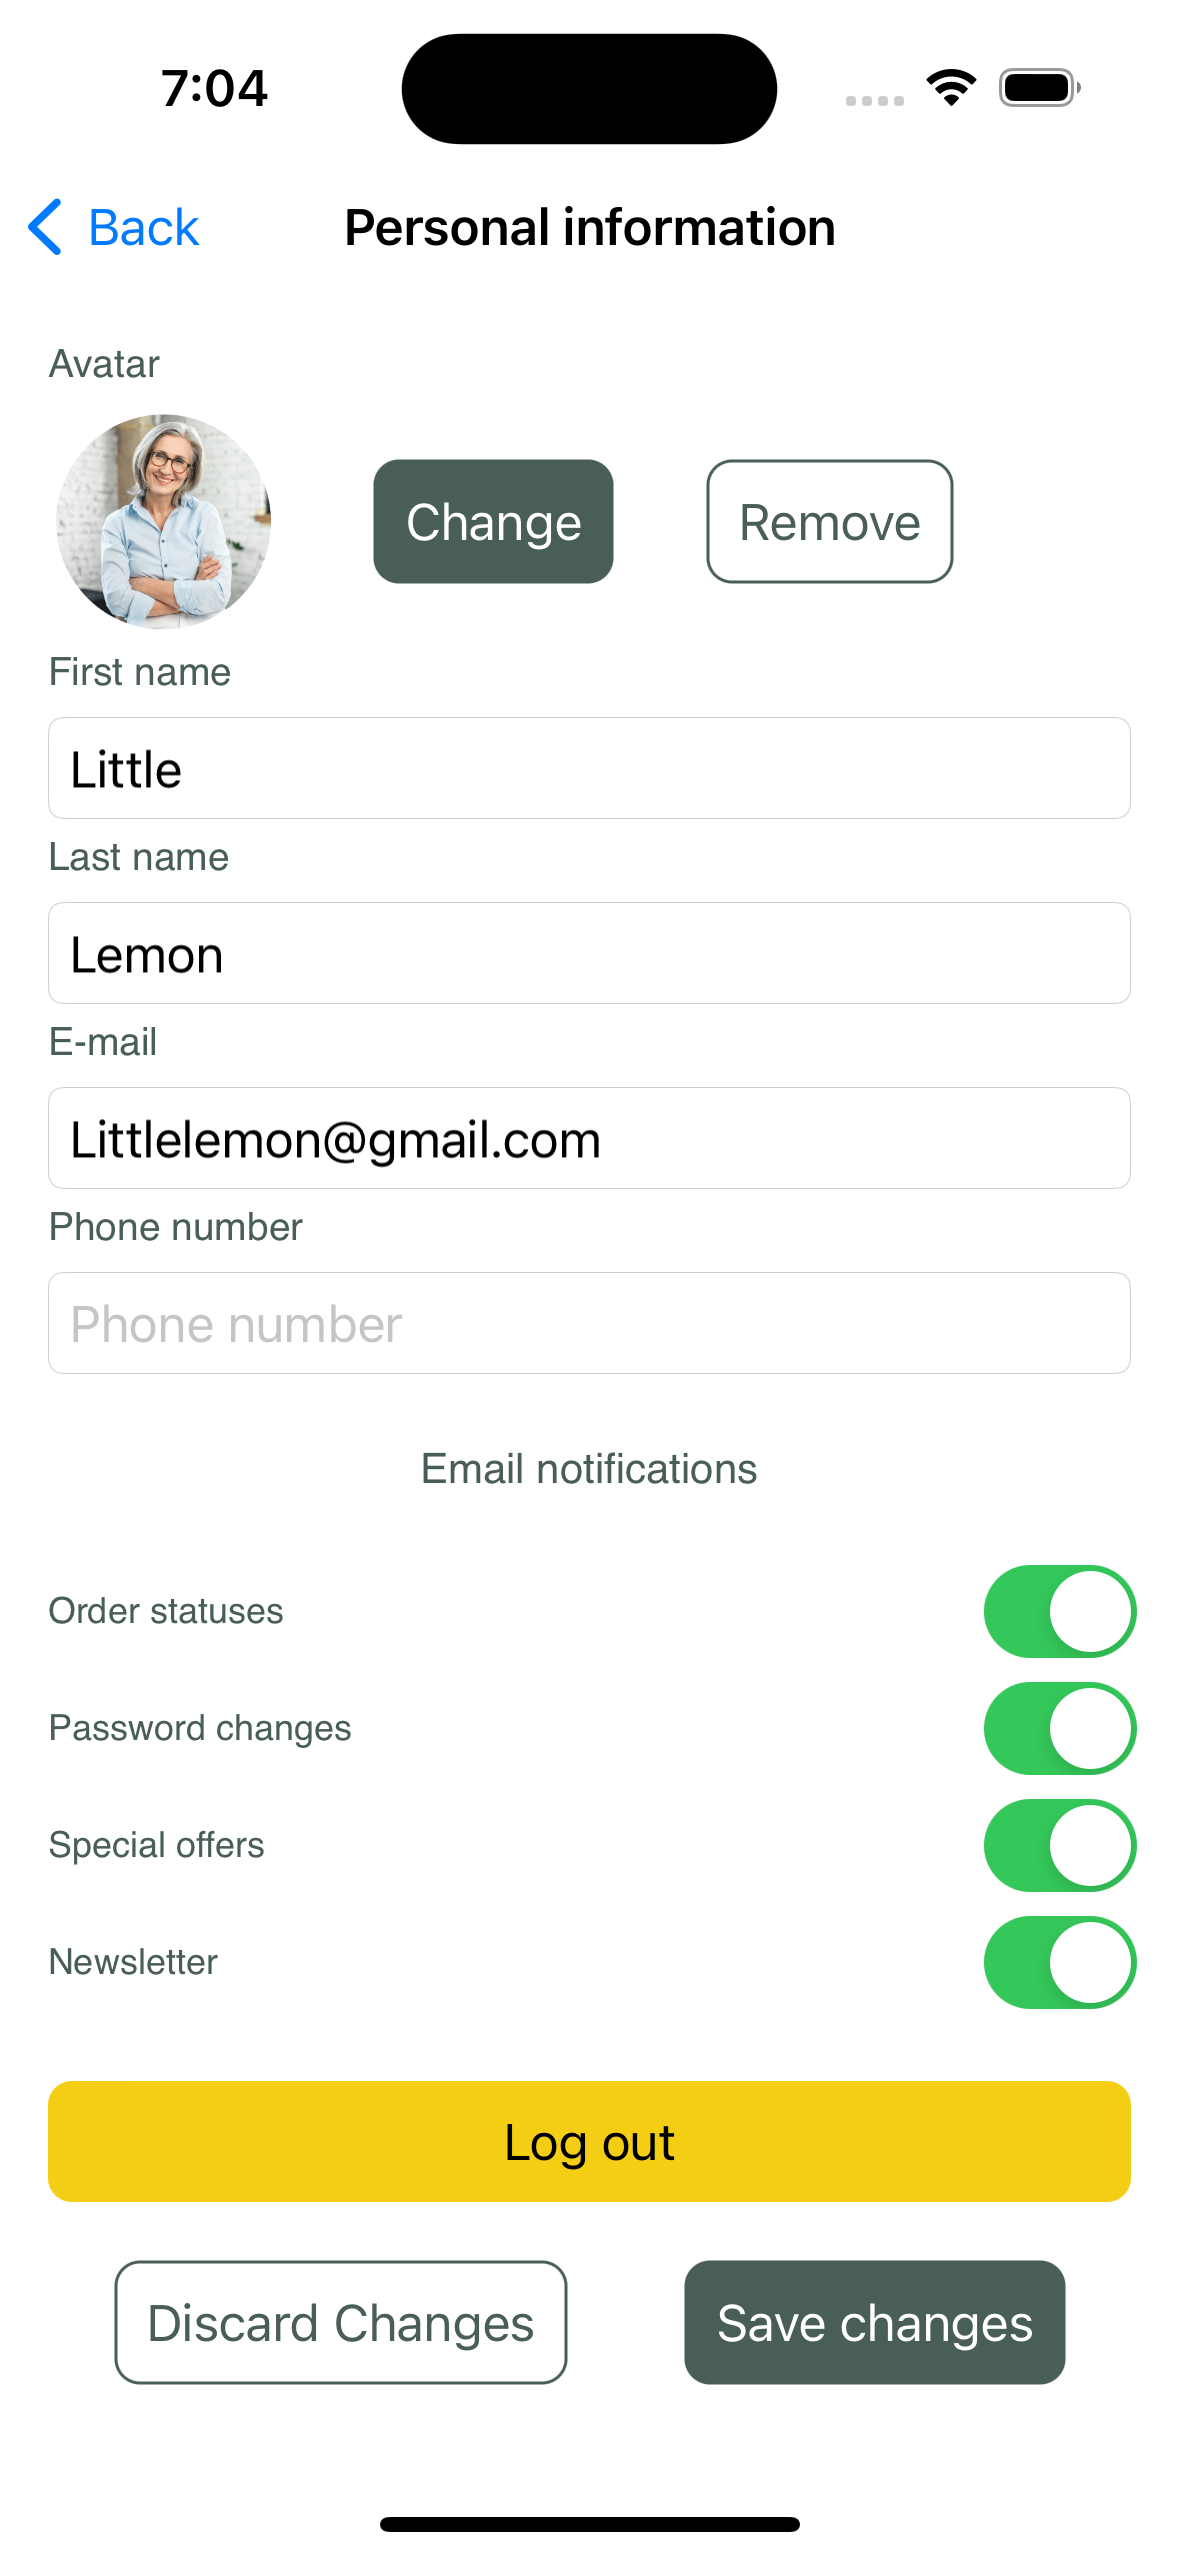 7:04
Back
Personal information
Avatar
Change
Remove
First name
Little
Last name
Lemon
E-mail
Littlelemon@gmail.com
Phone number
Phone number
Email notifications
Order statuses
Password changes
Special offers
Newsletter
Log out
Discard Changes
Save changes